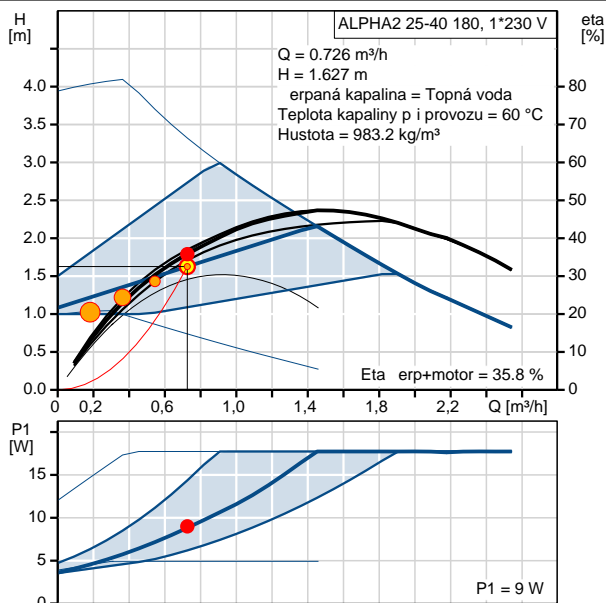 H
[m]
ALPHA2 25-40 180, 1*230 V
eta
[%]
Q = 0.726 m³/h
H = 1.627 m
erpaná kapalina = Topná voda
Teplota kapaliny p i provozu = 60 °C
Hustota = 983.2 kg/m³
4.0
80
3.5
70
3.0
60
2.5
50
2.0
40
1.5
30
1.0
20
0.5
10
0.0
0
Eta erp+motor = 35.8 %
0
0,2
0,6
1,0
1,4
1,8
2,2
Q [m³/h]
P1
[W]
15
10
5
0
P1 = 9 W